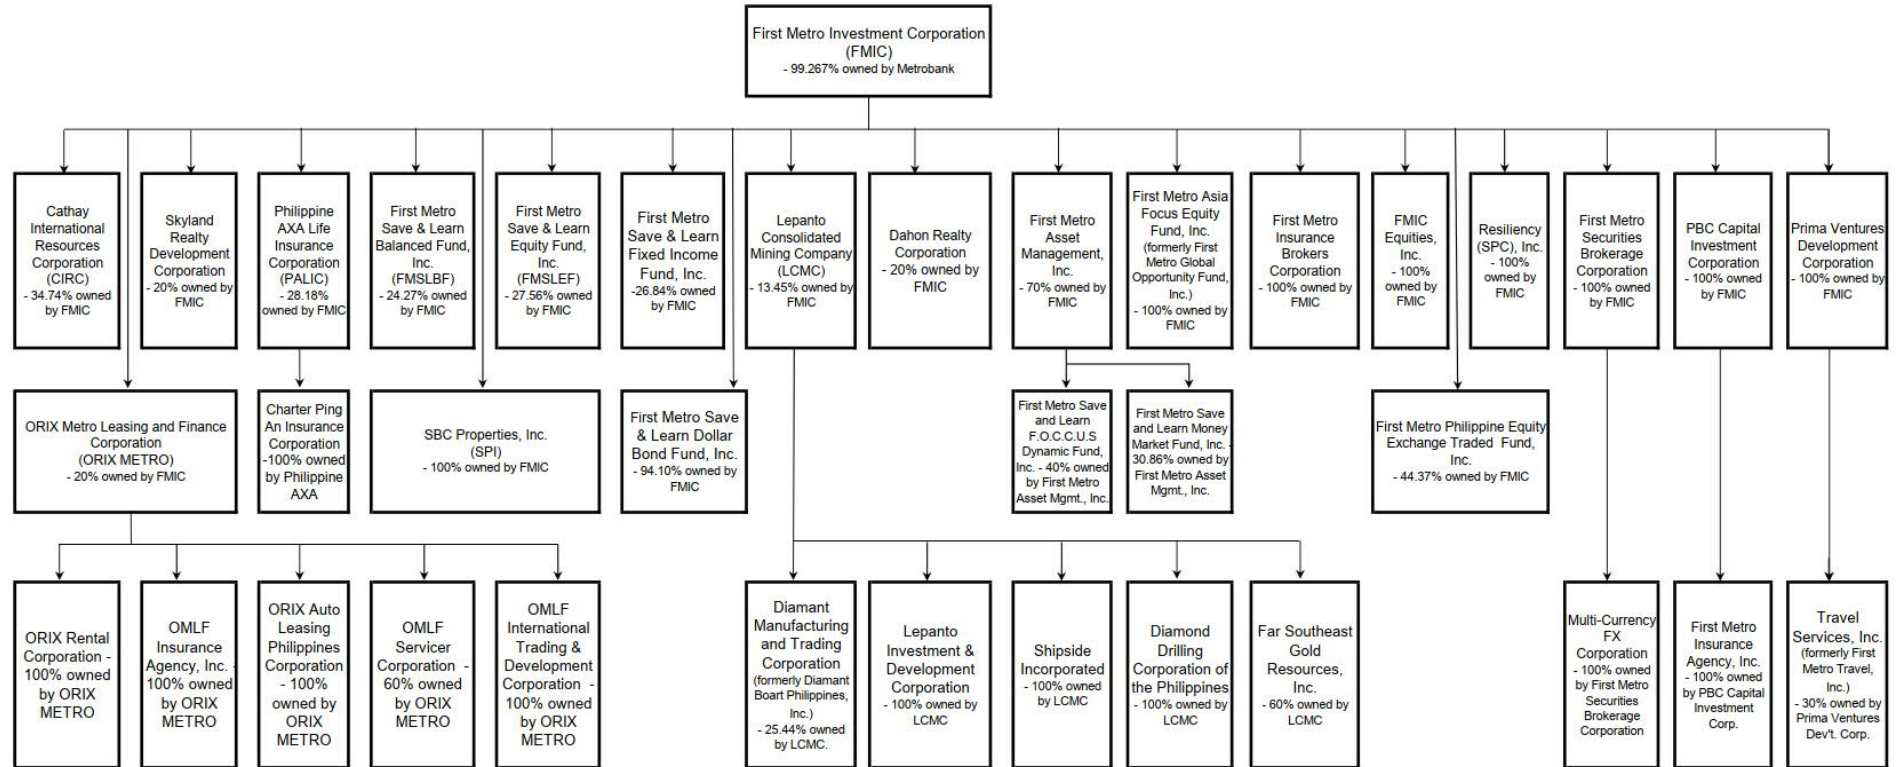 First Metro Investment Corporation
(FMIC)
- 99.267% owned by Metrobank
Cathay
International
Resources
Corporation
(CIRC)
- 34.74% owned
by FMIC
Skyland
Realty
Development
Corporation
- 20% owned by
FMIC
Philippine
AXA Life
Insurance
Corporation
(PALIC)
- 28.18%
owned by FMIC
First Metro
Save & Learn
Balanced Fund,
Inc.
(FMSLBF)
- 24.27% owned
by FMIC
First Metro
Save & Learn
Equity Fund,
Inc.
(FMSLEF)
- 27.56% owned
by FMIC
First Metro
Save & Learn
Fixed Income
Fund, Inc.
-26.84% owned
by FMIC
Lepanto
Consolidated
Mining Company
(LCMC)
- 13.45% owned by
FMIC
Dahon Realty
Corporation
- 20% owned by
FMIC
First Metro
Asset
Management,
Inc.
- 70% owned by
FMIC
First Metro Asia
Focus Equity
Fund, Inc.
(formerly First
Metro Global
Opportunity Fund,
Inc.)
- 100% owned by
FMIC
First Metro
Insurance
Brokers
Corporation
- 100% owned by
FMIC
FMIC
Equities,
Inc.
- 100%
owned by
FMIC
Resiliency
(SPC), Inc.
- 100%
owned by
FMIC
First Metro
Securities
Brokerage
Corporation
- 100% owned by
FMIC
PBC Capital
Investment
Corporation
- 100% owned
by FMIC
Prima Ventures
Development
Corporation
- 100% owned by
FMIC
ORIX Metro Leasing and Finance
Corporation
(ORIX METRO)
- 20% owned by FMIC
Charter Ping
An Insurance
Corporation
-100% owned
by Philippine
AXA
SBC Properties, Inc.
(SPI)
- 100% owned by FMIC
First Metro Save
& Learn Dollar
Bond Fund, Inc.
- 94.10% owned by
FMIC
First Metro Save
and Learn
F.O.C.C.U.S
Dynamic Fund,
Inc. - 40% owned
by First Metro
Asset Mgmt., Inc.
First Metro Save
and Learn Money
Market Fund, Inc. -
30.86% owned by
First Metro Asset
Mgmt., Inc.
First Metro Philippine Equity
Exchange Traded Fund,
Inc.
- 44.37% owned by FMIC
ORIX Rental
Corporation -
100% owned
by ORIX
METRO
OMLF
Insurance
Agency, Inc. -
100% owned
by ORIX
METRO
ORIX Auto
Leasing
Philippines
Corporation
- 100%
owned by
ORIX
METRO
OMLF
Servicer
Corporation -
60% owned
by ORIX
METRO
OMLF
International
Trading &
Development
Corporation -
100% owned
by ORIX
METRO
Diamant
Manufacturing
and Trading
Corporation
(formerly Diamant
Boart Philippines,
Inc.)
- 25.44% owned
by LCMC.
Lepanto
Investment &
Development
Corporation
- 100% owned by
LCMC
Shipside
Incorporated
- 100% owned
by LCMC
Diamond
Drilling
Corporation of
the Philippines
- 100% owned by
LCMC
Far Southeast
Gold
Resources,
Inc.
- 60% owned by
LCMC
Multi-Currency
FX
Corporation
- 100% owned
by First Metro
Securities
Brokerage
Corporation
First Metro
Insurance
Agency, Inc.
- 100% owned
by PBC Capital
Investment
Corp.
Travel
Services, Inc.
(formerly First
Metro Travel,
Inc.)
- 30% owned by
Prima Ventures
Dev't. Corp.